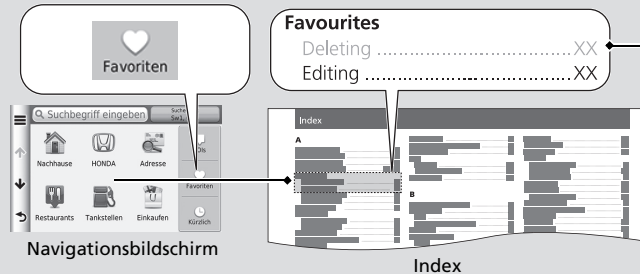 Favoriten
Favourites
Deleting ............................................ XX
Editing ............................................... XX
Suchbegriff eingeben
Suche
Nachhause
HONDA
Adresse
Favoriten
Restaurants
Tankstellen
Einkaufen
Kürzlich
Navigationsbildschirm
Index
A
B
Index